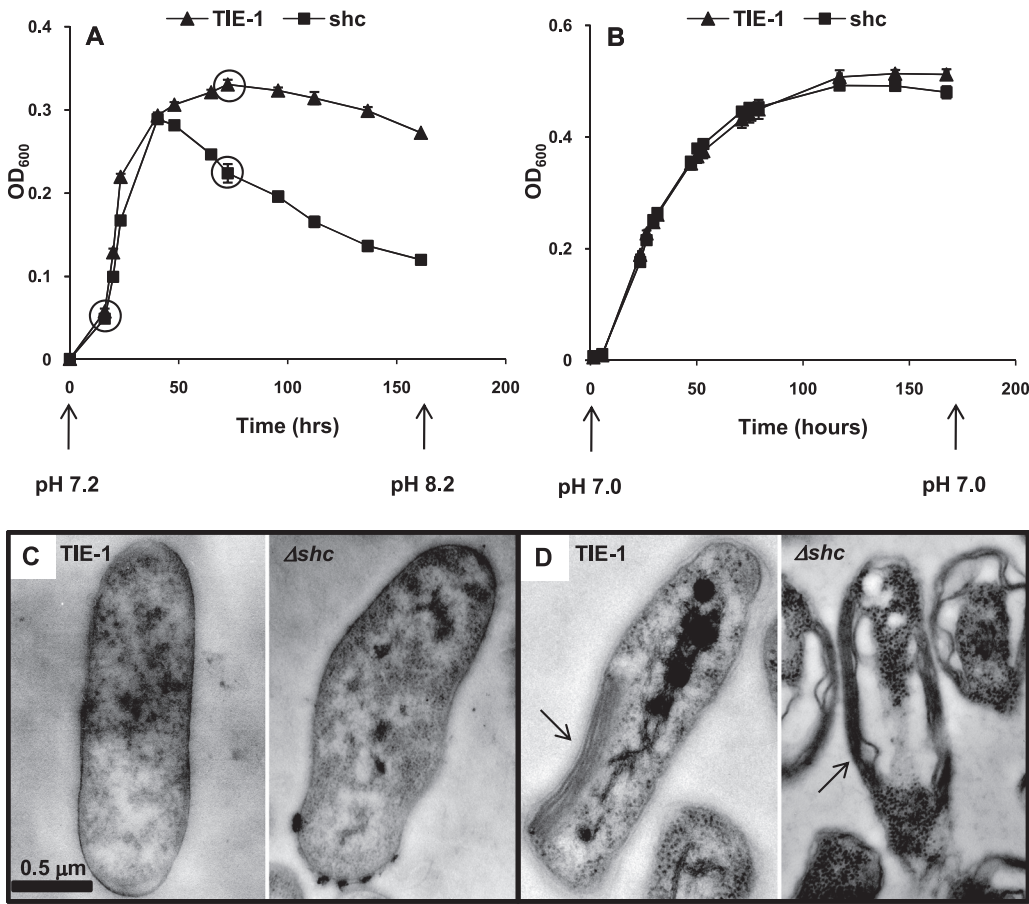 A
TIE-1 shc
0.4
0.3
0.2
0.1
0
OD600
0 50 100 150 200
Time (hrs)
pH 7.2 pH 8.2
B
TIE-1 shc
0.6
0.4
0.2
0
OD600
0 50 100 150 200
Time (hours)
pH 7.0 pH 7.0
C TIE-1 Δshc
0.5 μm
D TIE-1 Δshc